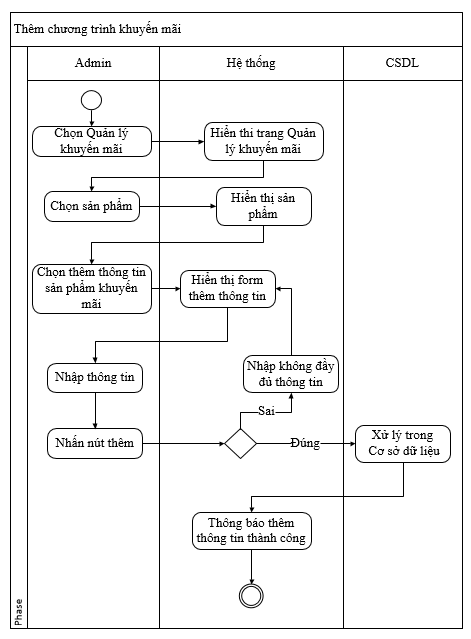 Thêm chương trình khuyến mãi
Admin
Hệ thống
CSDL
Chọn Quản lý
khuyến mãi
Hiển thi trang Quản
lý khuyến mãi
Chọn sản phẩm
Hiển thị sản
phẩm
Chọn thêm thông tin
sản phẩm khuyến
mãi
Hiển thị form
thêm thông tin
Nhập thông tin
Nhập không đầy
đủ thông tin
Sai
Nhấn nút thêm
Đúng
Xử lý trong
Cơ sở dữ liệu
Thông báo thêm
thông tin thành công
Phase